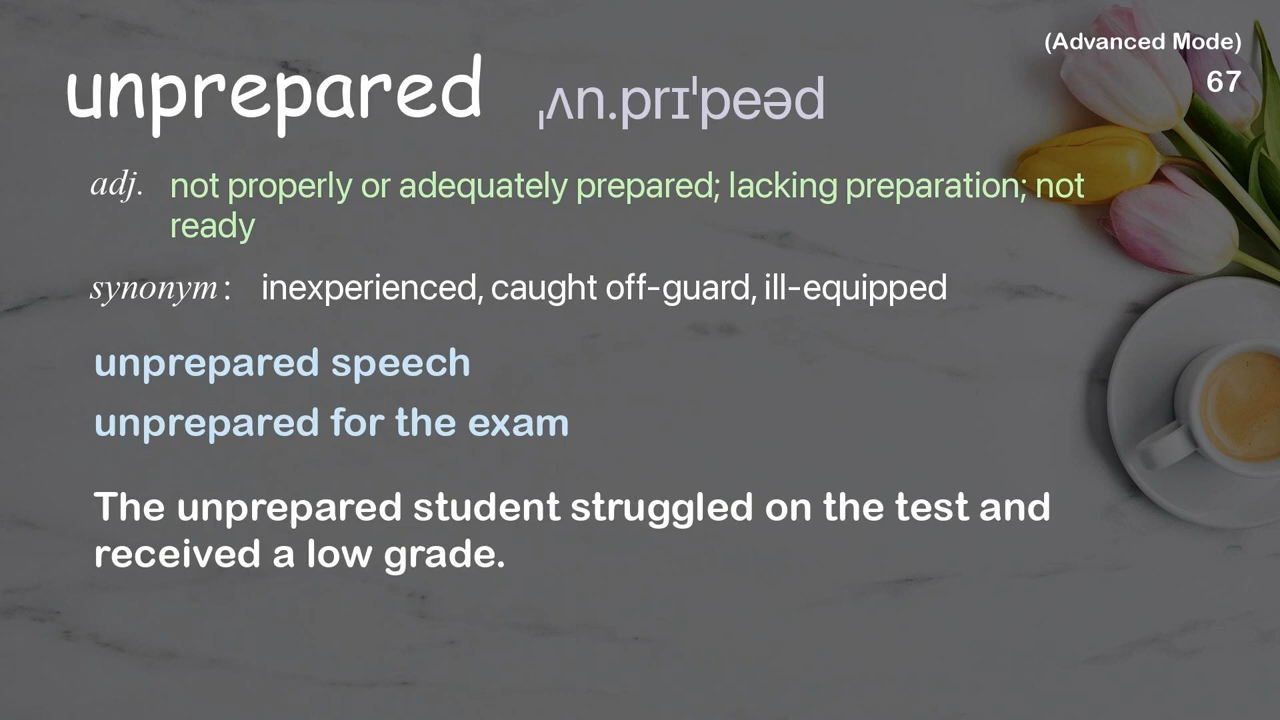 (Advanced Mode)
67
unprepared ˌʌn.prɪˈpeəd
adj. not properly or adequately prepared; lacking preparation; not
ready
synonym: inexperienced, caught off-guard, ill-equipped
unprepared speech
unprepared for the exam
The unprepared student struggled on the test and
received a low grade.